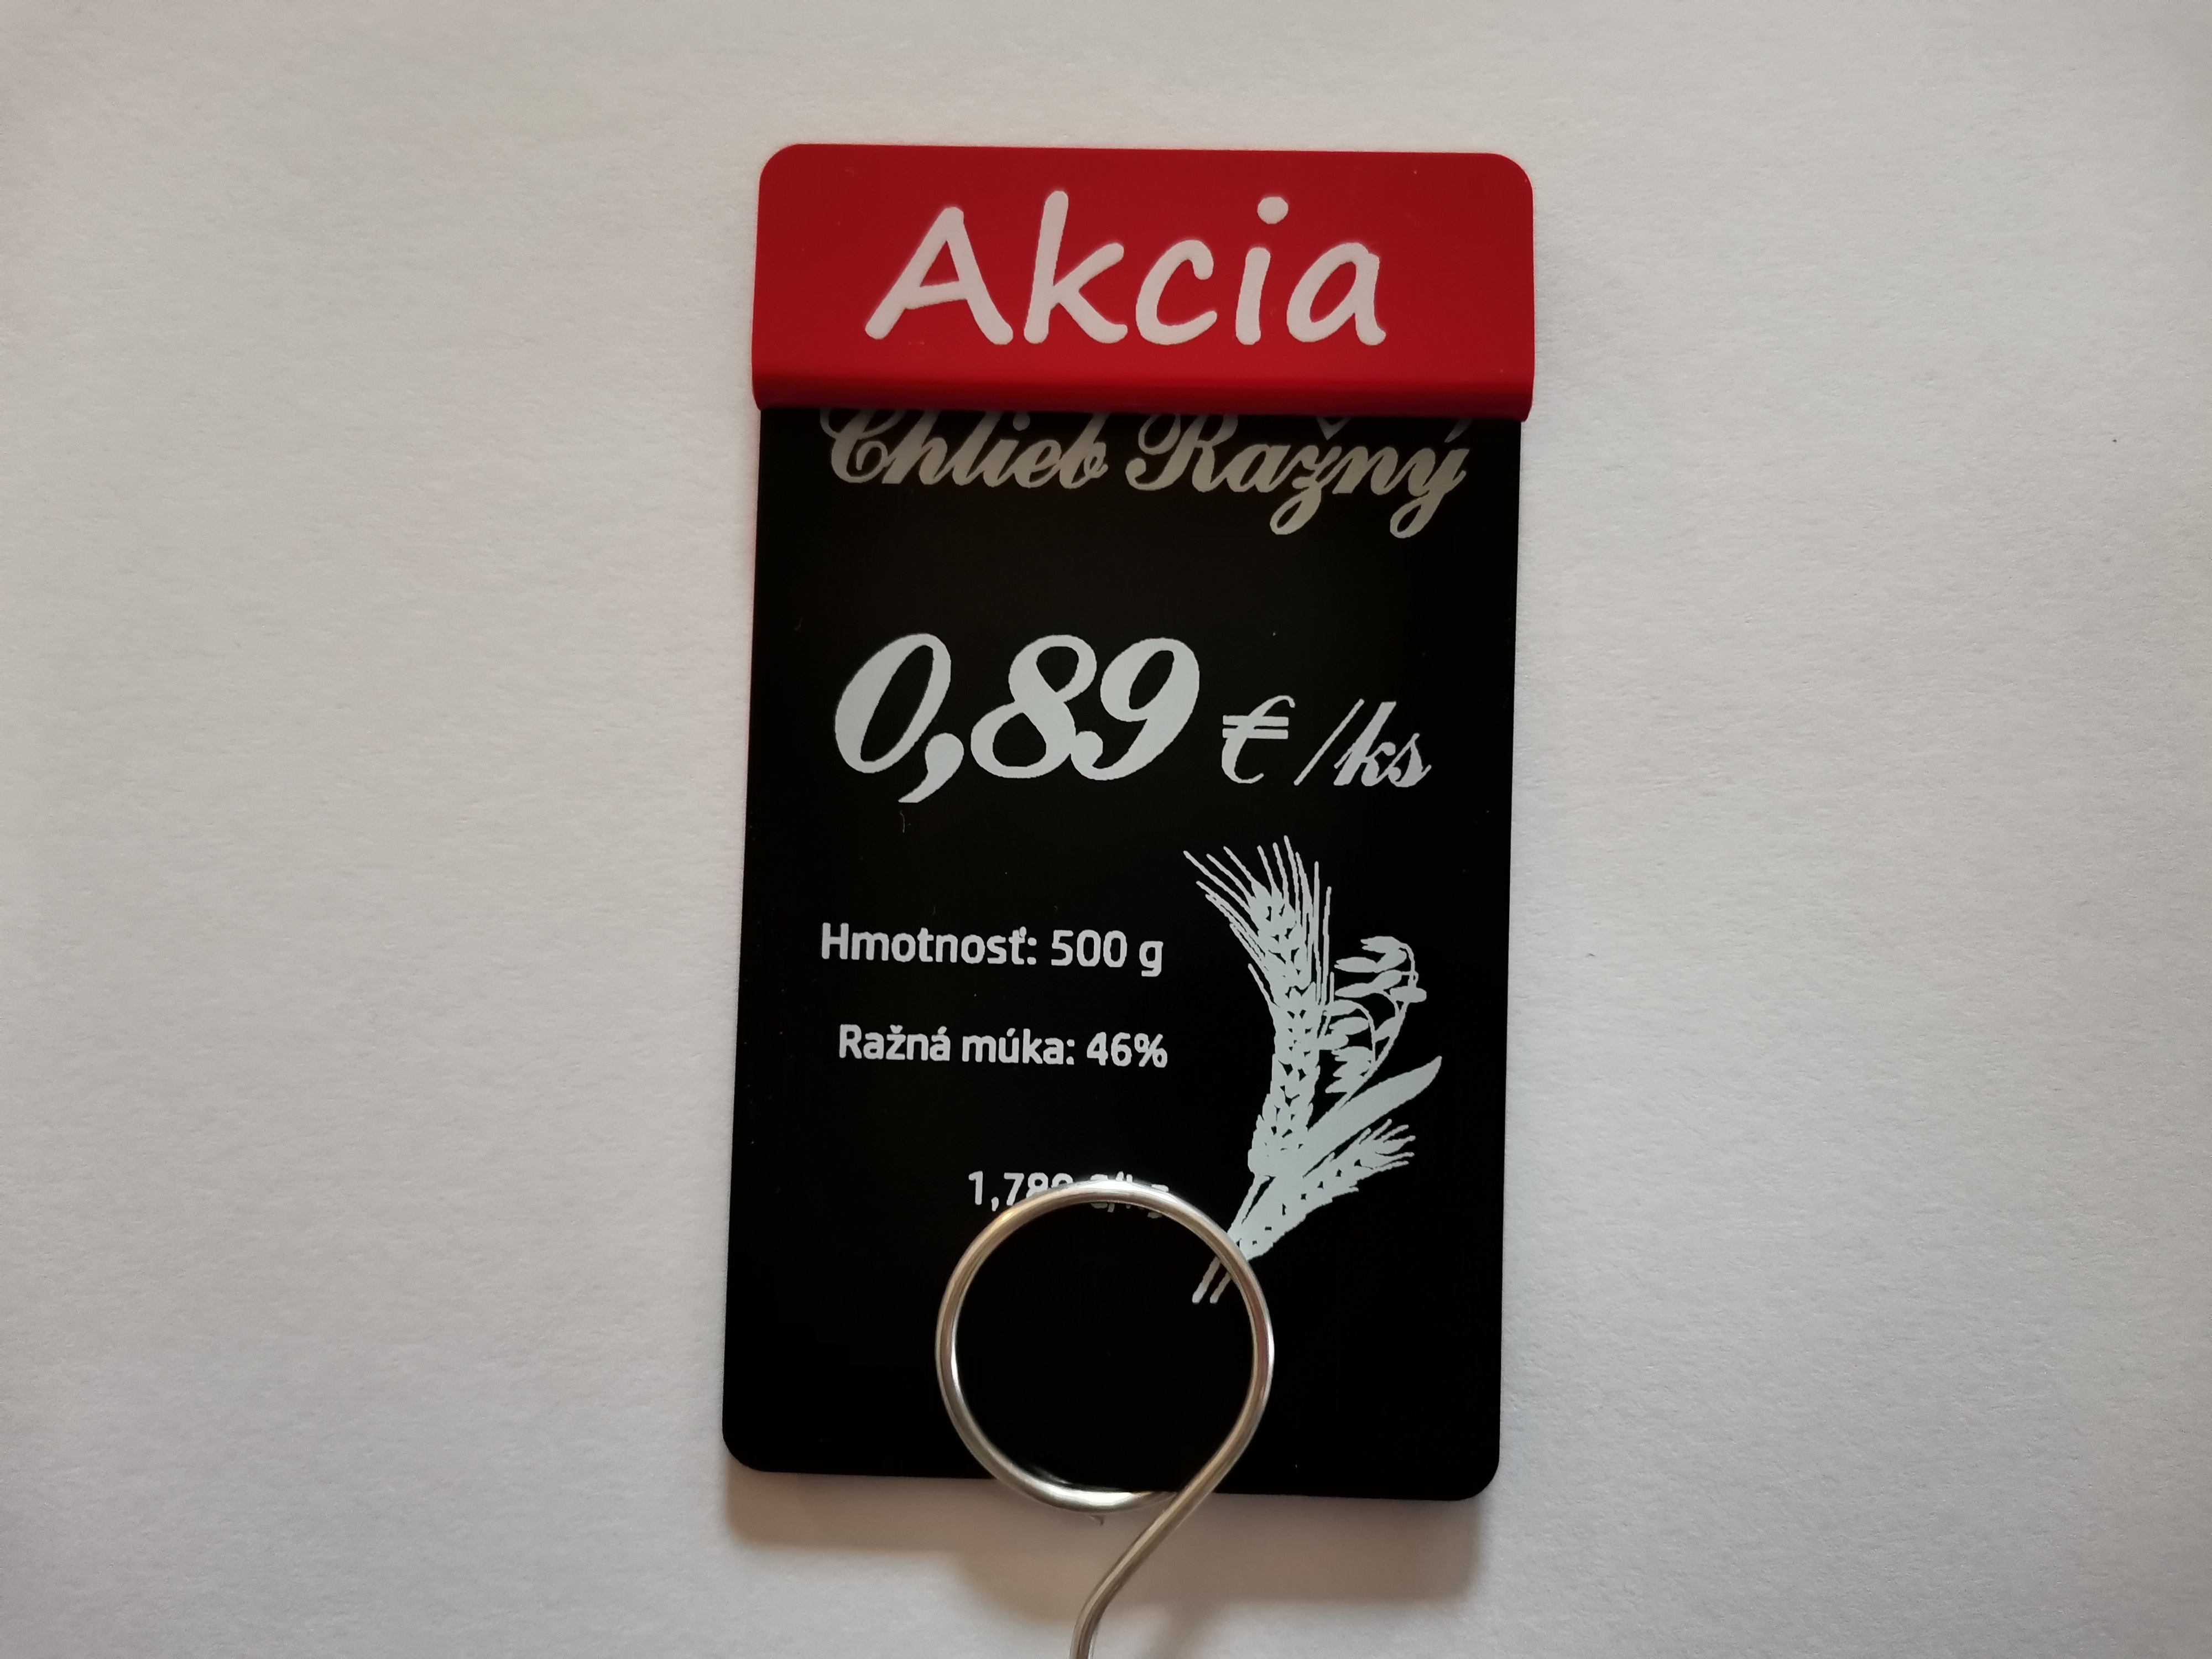 Akcia
Chlieb Ražný
0,89 € /ks
Hmotnosť: 500 g
Ražná múka: 46%